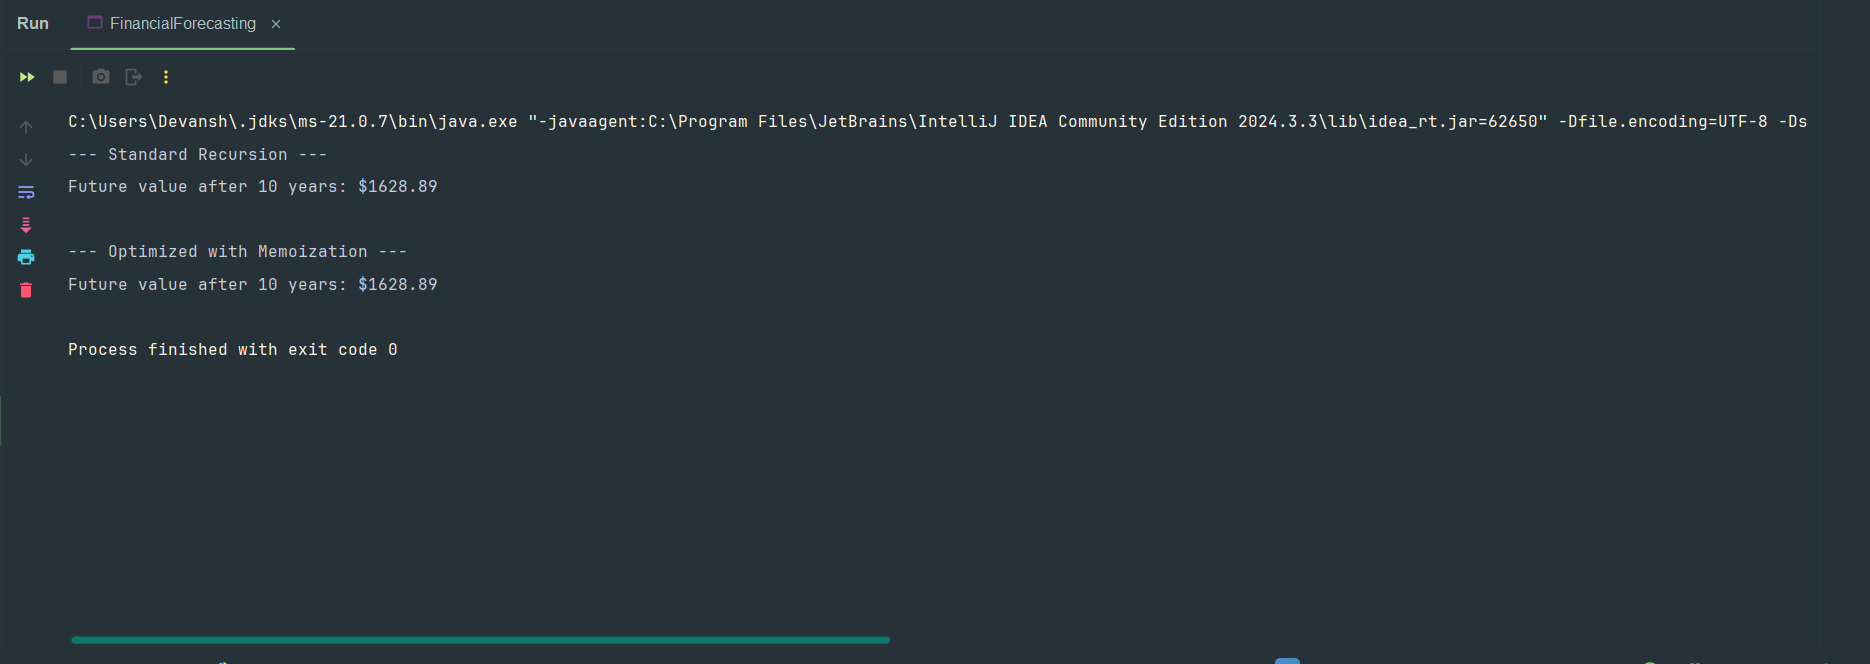 Run FinancialForecasting
C:\Users\Devansh\.jdks\ms-21.0.7\bin\java.exe "-javaagent:C:\Program Files\JetBrains\IntelliJ IDEA Community Edition 2024.3.3\lib\idea_rt.jar=62650" -Dfile.encoding=UTF-8 -Ds
--- Standard Recursion ---
Future value after 10 years: $1628.89
--- Optimized with Memoization ---
Future value after 10 years: $1628.89
Process finished with exit code 0